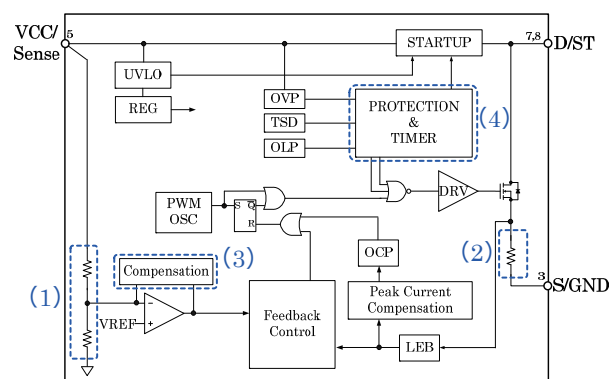 VCC/
Sense
5
STARTUP
7,8
D/ST
UVLO
REG
OVP
TSD
OLP
PROTECTION
&
TIMER
(4)
PWM
OSC
S Q
R
DRV
OCP
(2)
3
S/GND
(1)
Compensation
(3)
−
+
VREF
Feedback
Control
Peak Current
Compensation
LEB